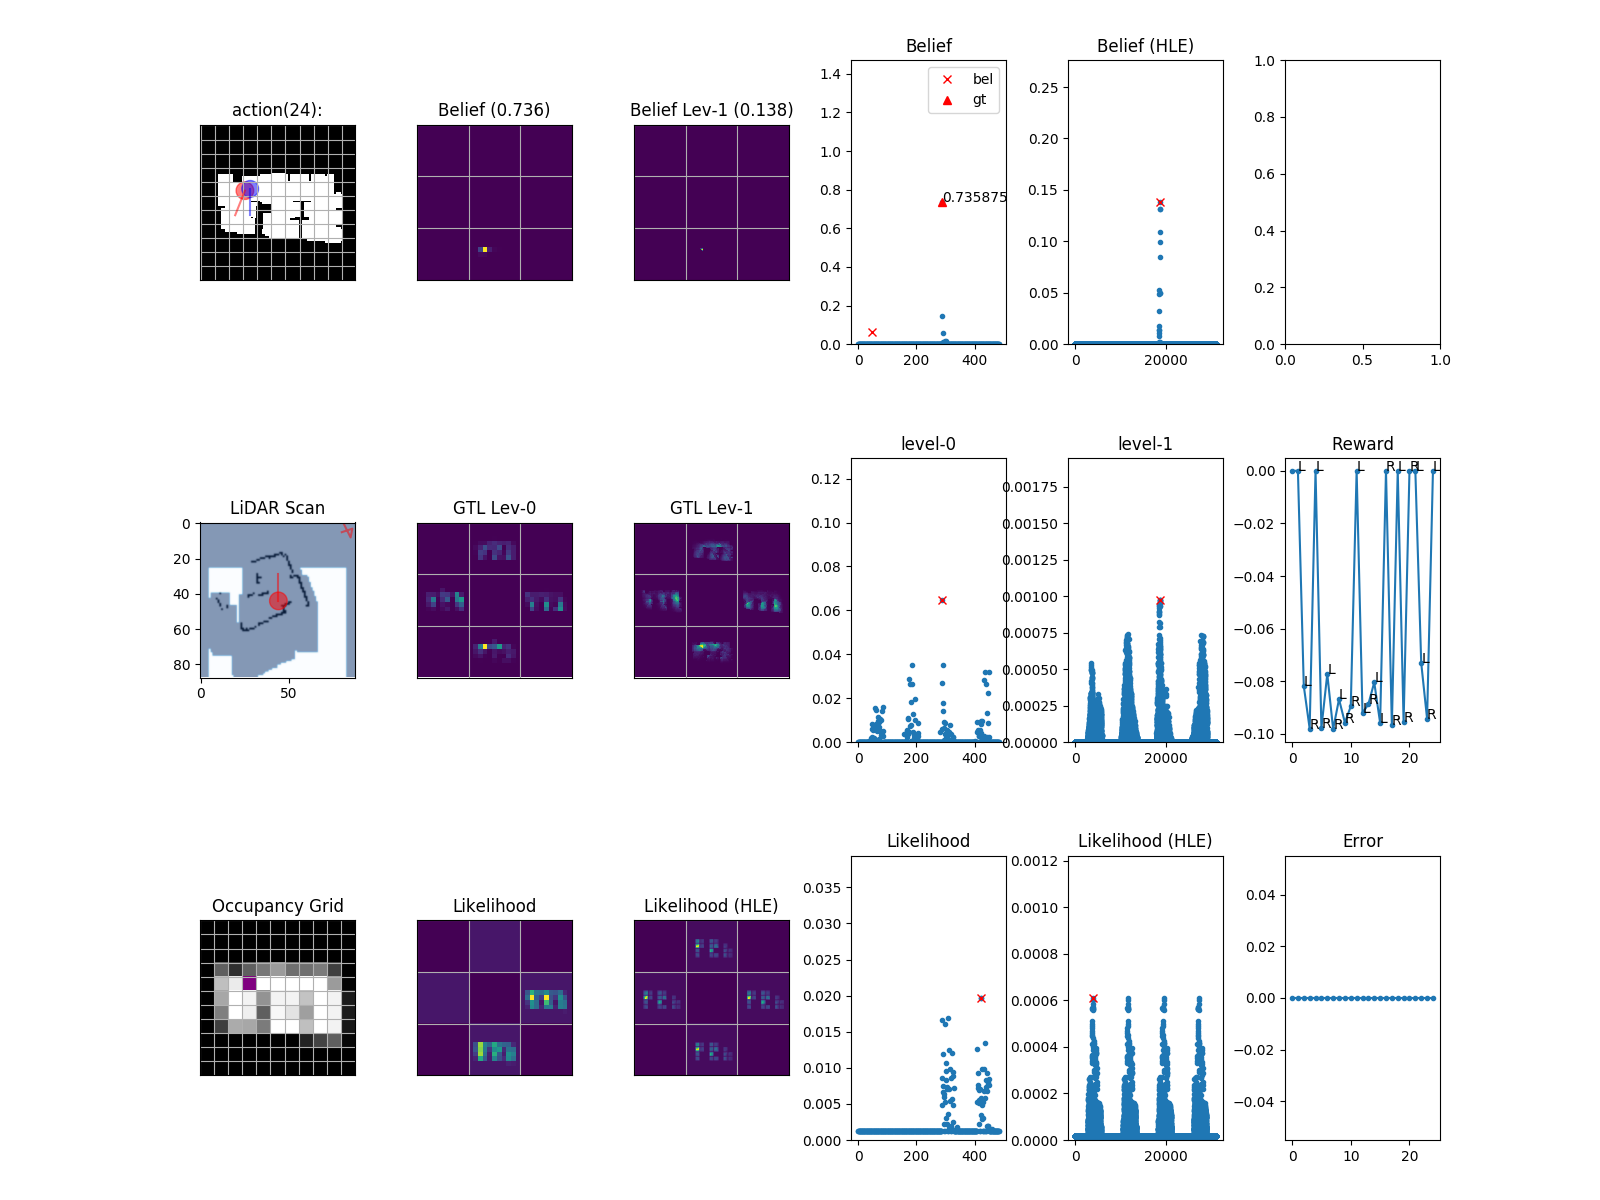 action(24):
Belief (0.736)
Belief Lev-1 (0.138)
Belief
1.4
1.2
1.0
0.8
0.6
0.4
0.2
0.0
0
200
400
bel
gt
0.735875
Belief (HLE)
0.25
0.20
0.15
0.10
0.05
0.00
0
20000
1.0
0.8
0.6
0.4
0.2
0.0
0.0
0.5
1.0
LiDAR Scan
0
20
40
60
80
0
50
GTL Lev-0
GTL Lev-1
level-0
0.12
0.10
0.08
0.06
0.04
0.02
0.00
0
200
400
level-1
0.00175
0.00150
0.00125
0.00100
0.00075
0.00050
0.00025
0.00000
0
20000
Reward
0.00
−0.02
−0.04
−0.06
−0.08
−0.10
0
10
20
L
L
R
L
R
L
R
L
R
R
L
L
R
L
L
R
R
L
R
R
L
L
R
L
Occupancy Grid
Likelihood
Likelihood (HLE)
Likelihood
0.035
0.030
0.025
0.020
0.015
0.010
0.005
0.000
0
200
400
Likelihood (HLE)
0.0012
0.0010
0.0008
0.0006
0.0004
0.0002
0.0000
0
20000
Error
0.04
0.02
0.00
−0.02
−0.04
0
10
20